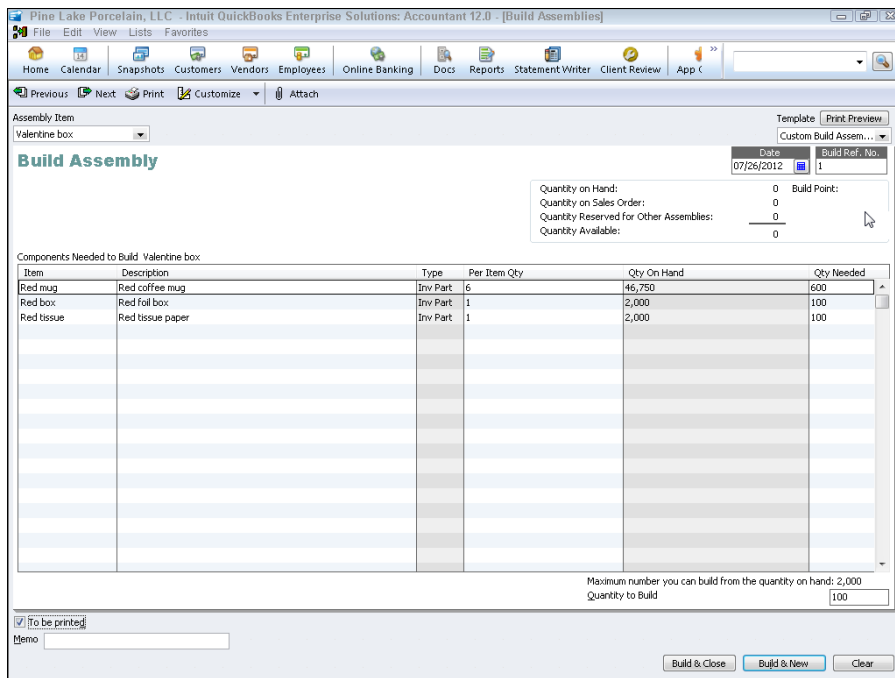 Pine Lake Porcelain, LLC - Intuit QuickBooks Enterprise Solutions: Accountant 12.0 - [Build Assemblies]
File Edit View Lists Favorites
Home Calendar Snapshots Customers Vendors Employees Online Banking Docs Reports Statement Writer Client Review App C
Previous Next Print Customize Attach
Assembly Item Template Print Preview
Valentine box Custom Build Assem...
Build Assembly Date Build Ref. No.
07/26/2012 1
Quantity on Hand: 0 Build Point:
Quantity on Sales Order: 0
Quantity Reserved for Other Assemblies: 0
Quantity Available: 0
Components Needed to Build Valentine box
Item Description Type Per Item Qty Qty On Hand Qty Needed
Red mug Red coffee mug Inv Part 6 46,750 600
Red box Red foil box Inv Part 1 2,000 100
Red tissue Red tissue paper Inv Part 1 2,000 100
Maximum number you can build from the quantity on hand: 2,000
Quantity to Build 100
To be printed
Memo
Build & Close Build & New Clear